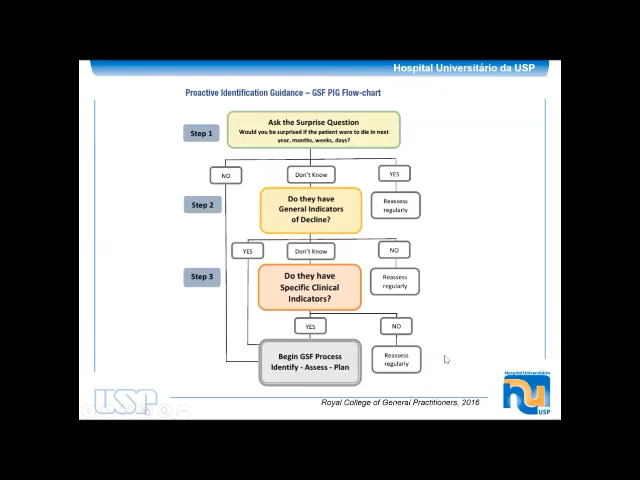 Hospital Universitário da USP
Proactive Identification Guidance – GSF PIG Flow-chart
Step 1
Ask the Surprise Question
Would you be surprised if the patient were to die in next
year, months, weeks, days?
NO
Don't Know
YES
Step 2
Do they have
General Indicators
of Decline?
Reassess
regularly
YES
Don't Know
NO
Step 3
Do they have
Specific Clinical
Indicators?
Reassess
regularly
YES
NO
Begin GSF Process
Identify - Assess - Plan
Reassess
regularly
Hospital Universitário
hu
USP
USP
Royal College of General Practitioners, 2016